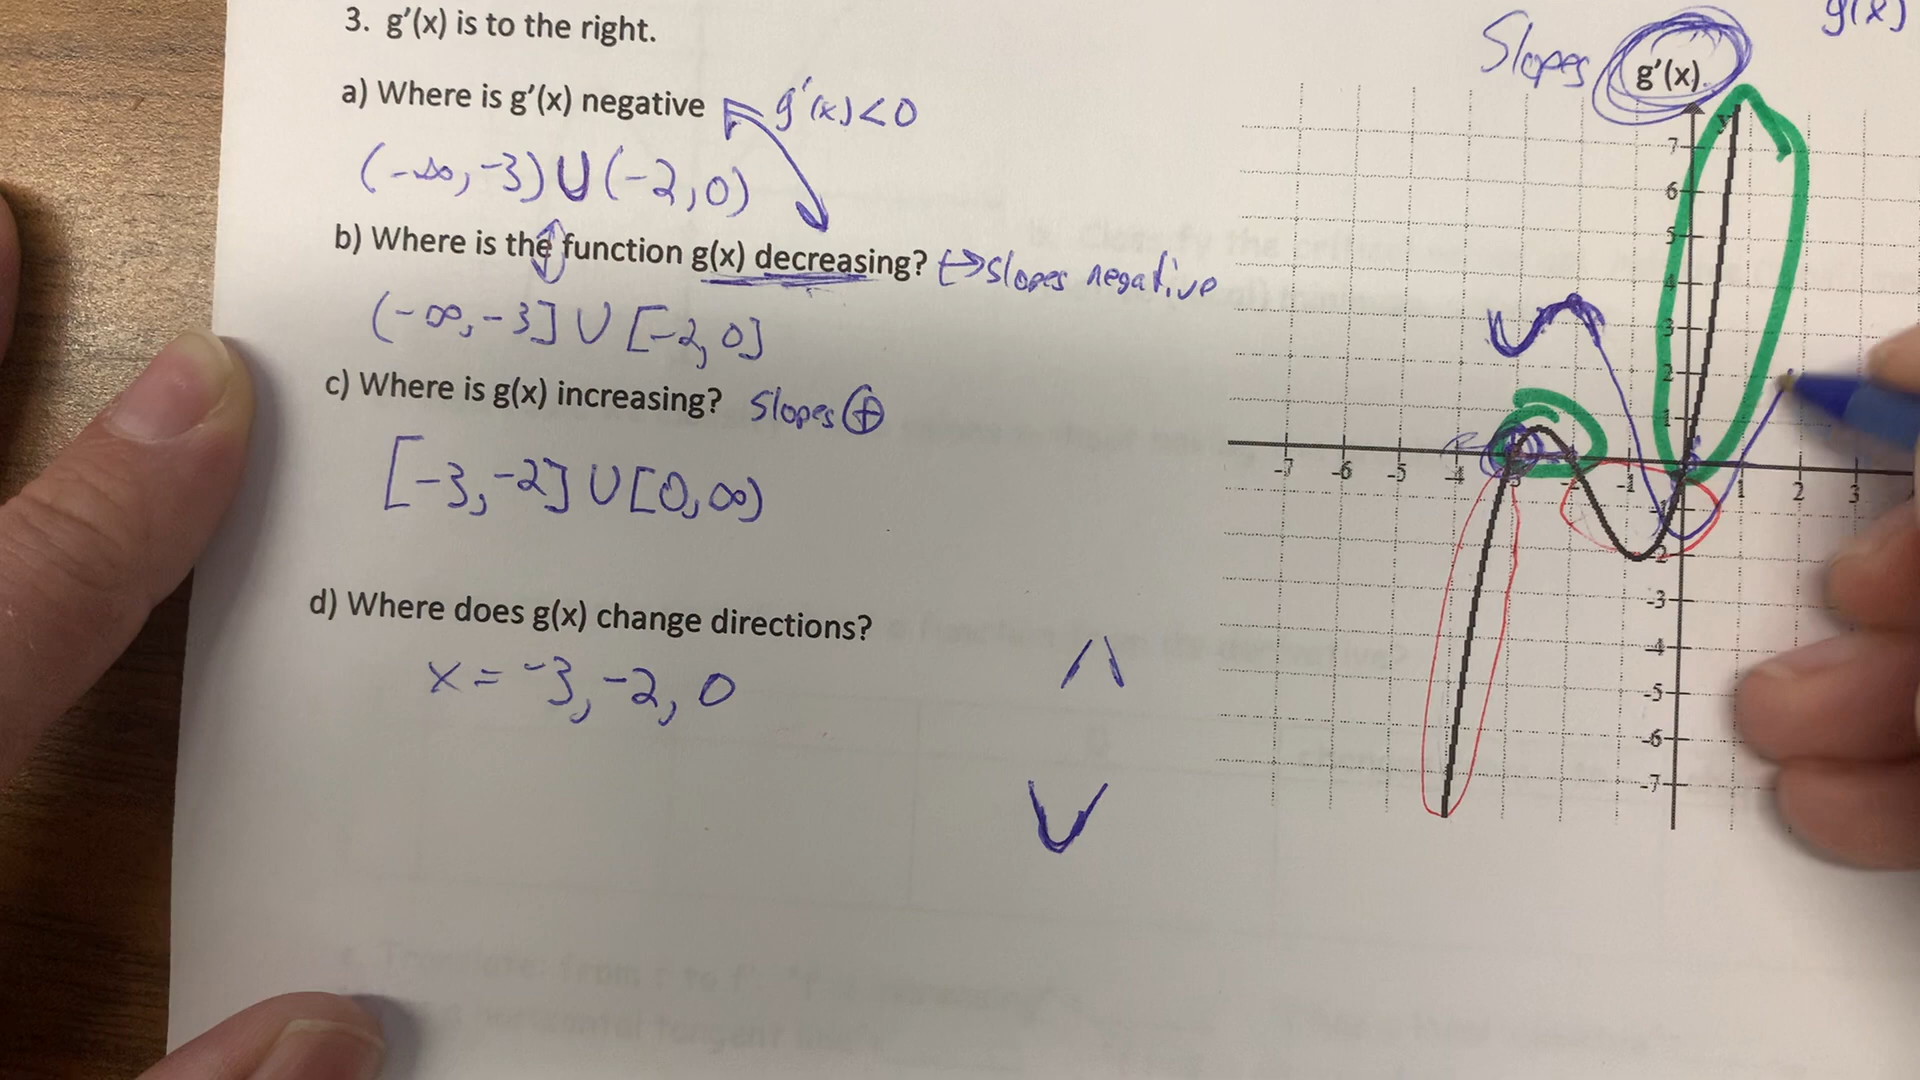 3. g'(x) is to the right.
Slopes g'(x)
g(x)
a) Where is g'(x) negative g'(x)<0
(-∞,-3)∪(-2,0)
b) Where is the function g(x) decreasing? ↔ slopes negative
(-∞,-3]∪[-2,0]
c) Where is g(x) increasing? Slopes ⊕
[-3,-2]∪[0,∞)
d) Where does g(x) change directions?
x = -3,-2, 0
y
7
6
5
4
3
2
1
-7 -6 -5 -4 -3 -2 -1 1 2 3
-1
-2
-3
-4
-5
-6
-7